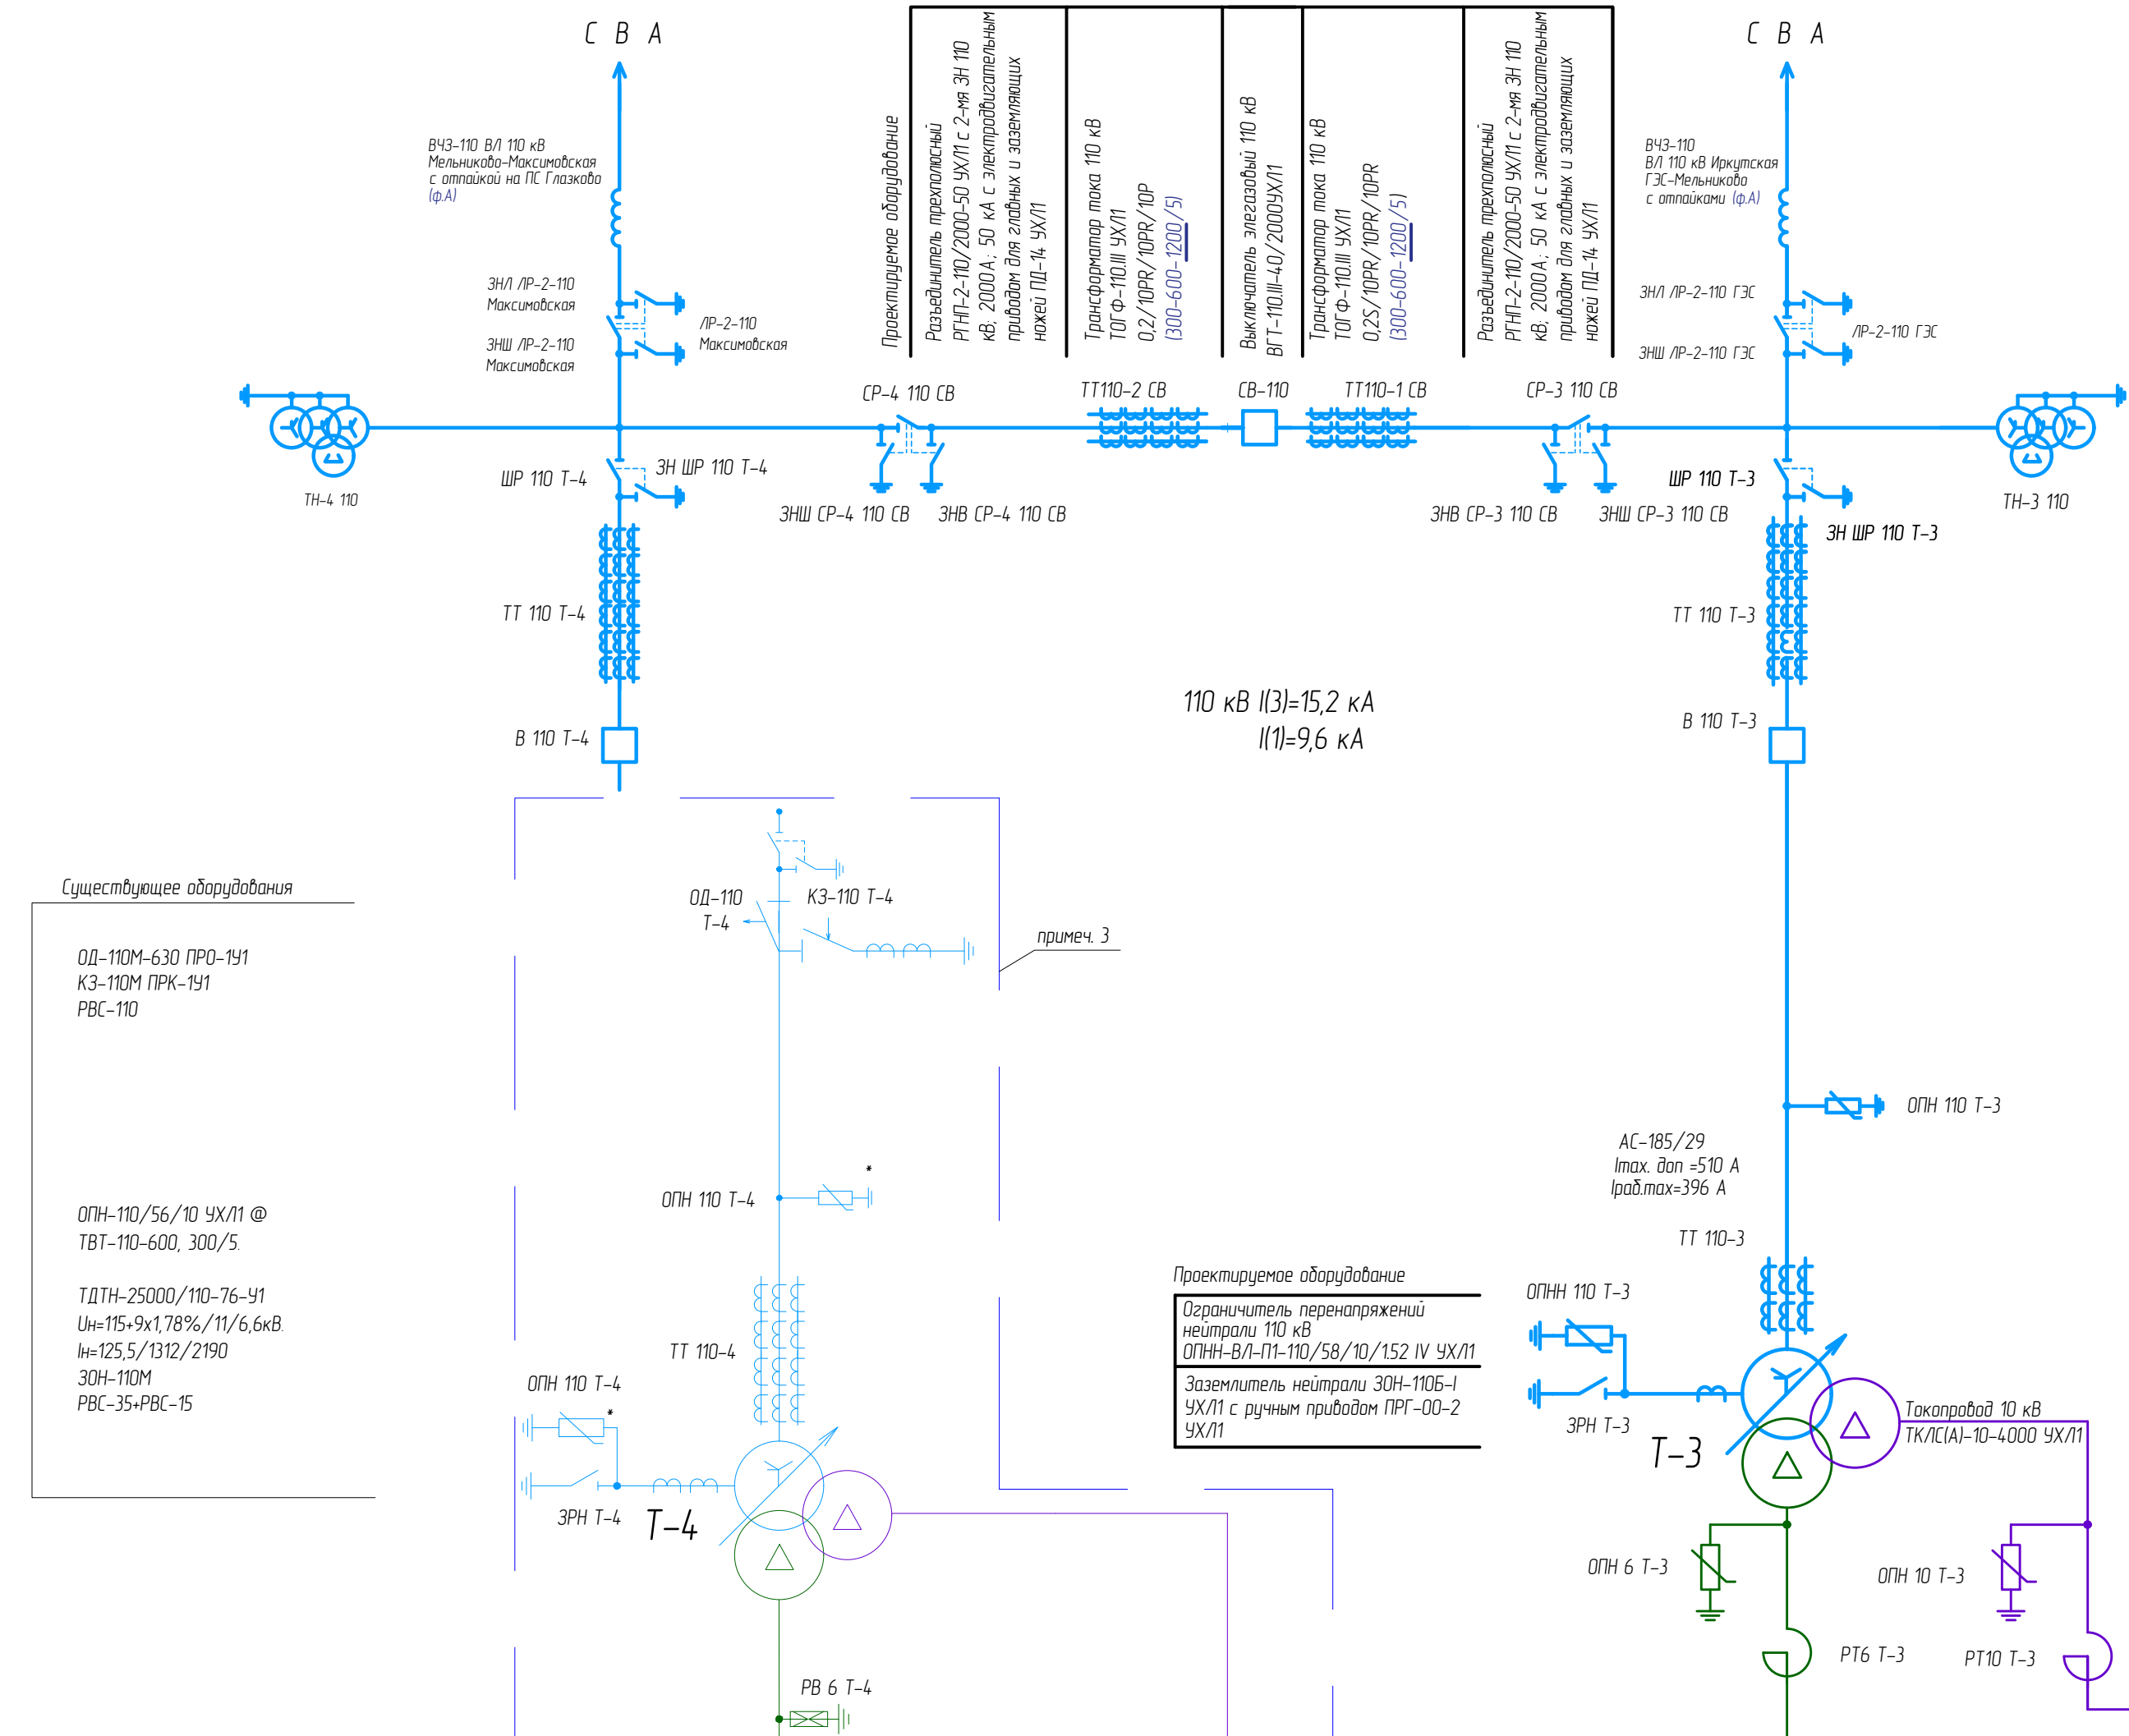 С В А
С В А
ВЧЗ-110 ВЛ 110 кВ
Мельниково-Максимовская
с отпайкой на ПС Глазково
(ф.А)
ЗНЛ ЛР-2-110
Максимовская
ЗНШ ЛР-2-110
Максимовская
ЛР-2-110
Максимовская
Проектируемое оборудование
Разъединитель трехполюсный
РГНП-2-110/2000-50 УХЛ1 с 2-мя ЗН 110
кВ; 2000А; 50 кА с электродвигательным
приводом для главных и заземляющих
ножей ПД-14 УХЛ1
Трансформатор тока 110 кВ
ТОГФ-110.III УХЛ1
0,2/10PR/10PR/10P
(300-600-1200/5)
Выключатель элегазовый 110 кВ
ВГТ-110.III-40/2000УХЛ1
Трансформатор тока 110 кВ
ТОГФ-110.III УХЛ1
0,2S/10PR/10PR/10PR
(300-600-1200/5)
Разъединитель трехполюсный
РГНП-2-110/2000-50 УХЛ1 с 2-мя ЗН 110
кВ; 2000А; 50 кА с электродвигательным
приводом для главных и заземляющих
ножей ПД-14 УХЛ1
ВЧЗ-110
ВЛ 110 кВ Иркутская
ГЭС-Мельниково
с отпайками (ф.А)
ЗНЛ ЛР-2-110 ГЭС
ЗНШ ЛР-2-110 ГЭС
ЛР-2-110 ГЭС
СР-4 110 СВ
ТТ110-2 СВ
СВ-110
ТТ110-1 СВ
СР-3 110 СВ
ТН-4 110
ШР 110 Т-4
ЗН ШР 110 Т-4
ЗНШ СР-4 110 СВ
ЗНВ СР-4 110 СВ
ЗНВ СР-3 110 СВ
ЗНШ СР-3 110 СВ
ШР 110 Т-3
ЗН ШР 110 Т-3
ТН-3 110
ТТ 110 Т-4
ТТ 110 Т-3
110 кВ I(3)=15,2 кА
I(1)=9,6 кА
В 110 Т-4
В 110 Т-3
Существующее оборудования
ОД-110М-630 ПРО-1У1
КЗ-110М ПРК-1У1
РВС-110
ОПН-110/56/10 УХЛ1 @
ТВТ-110-600, 300/5.
ТДТН-25000/110-76-У1
Uн=115+9х1,78%/11/6,6кВ.
Iн=125,5/1312/2190
ЗОН-110М
РВС-35+РВС-15
ОД-110
Т-4
КЗ-110 Т-4
примеч. 3
ОПН 110 Т-4
*
ТТ 110-4
ОПН 110 Т-4
*
ЗРН Т-4
Т-4
РВ 6 Т-4
ОПН 110 Т-3
АС-185/29
Imax. доп =510 А
Iраб.max=396 А
ТТ 110-3
Проектируемое оборудование
Ограничитель перенапряжений
нейтрали 110 кВ
ОПНН-ВЛ-П1-110/58/10/1.52 IV УХЛ1
Заземлитель нейтрали ЗОН-110Б-I
УХЛ1 с ручным приводом ПРГ-00-2
УХЛ1
ОПНН 110 Т-3
ЗРН Т-3
Т-3
Токопровод 10 кВ
ТКЛС(А)-10-4000 УХЛ1
ОПН 6 Т-3
ОПН 10 Т-3
РТ6 Т-3
РТ10 Т-3